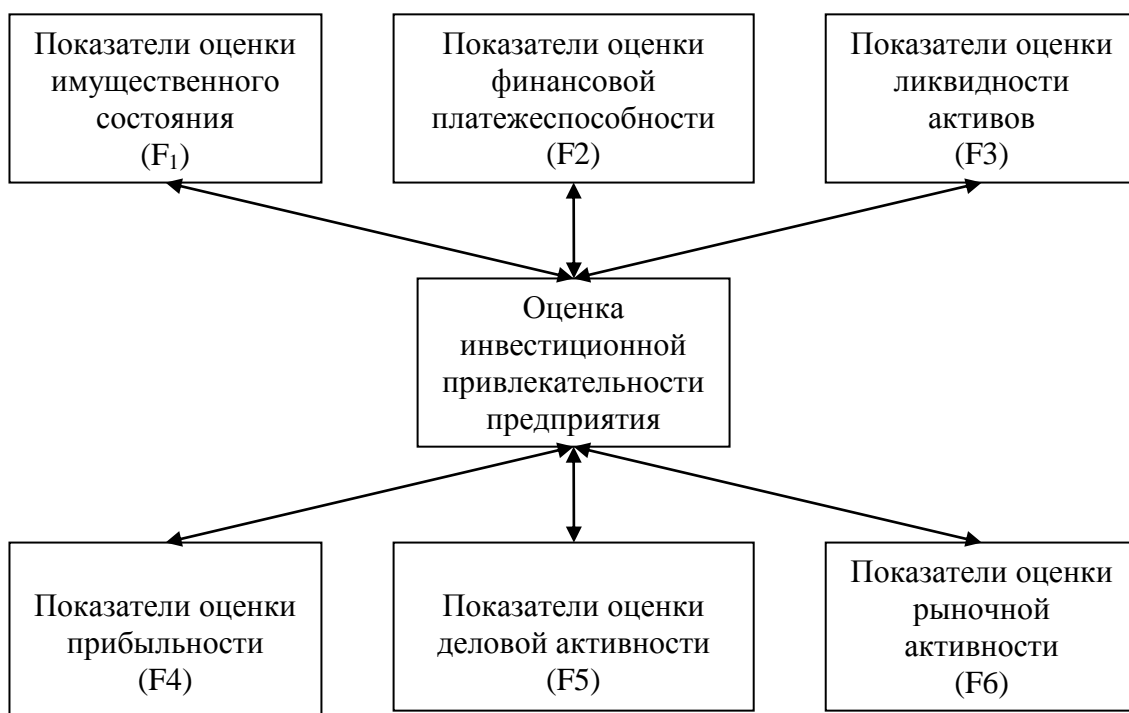 Показатели оценки
имущественного
состояния
(F₁)
Показатели оценки
финансовой
платежеспособности
(F2)
Показатели оценки
ликвидности
активов
(F3)
Оценка
инвестиционной
привлекательности
предприятия
Показатели оценки
прибыльности
(F4)
Показатели оценки
деловой активности
(F5)
Показатели оценки
рыночной
активности
(F6)